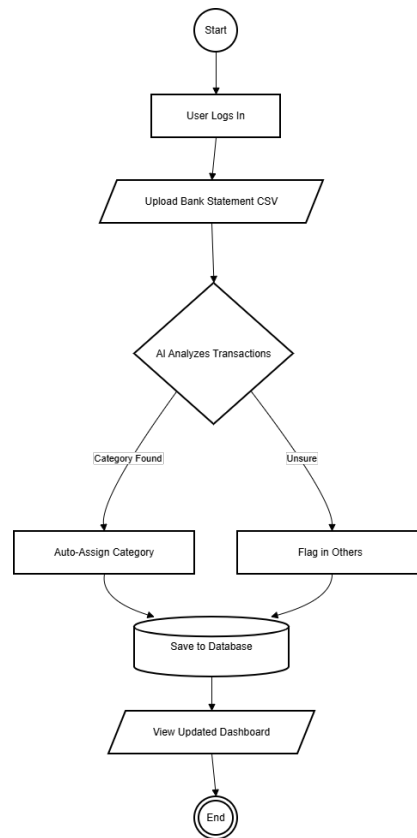 Start
User Logs In
Upload Bank Statement CSV
AI Analyzes Transactions
Category Found
Unsure
Auto-Assign Category
Flag in Others
Save to Database
View Updated Dashboard
End